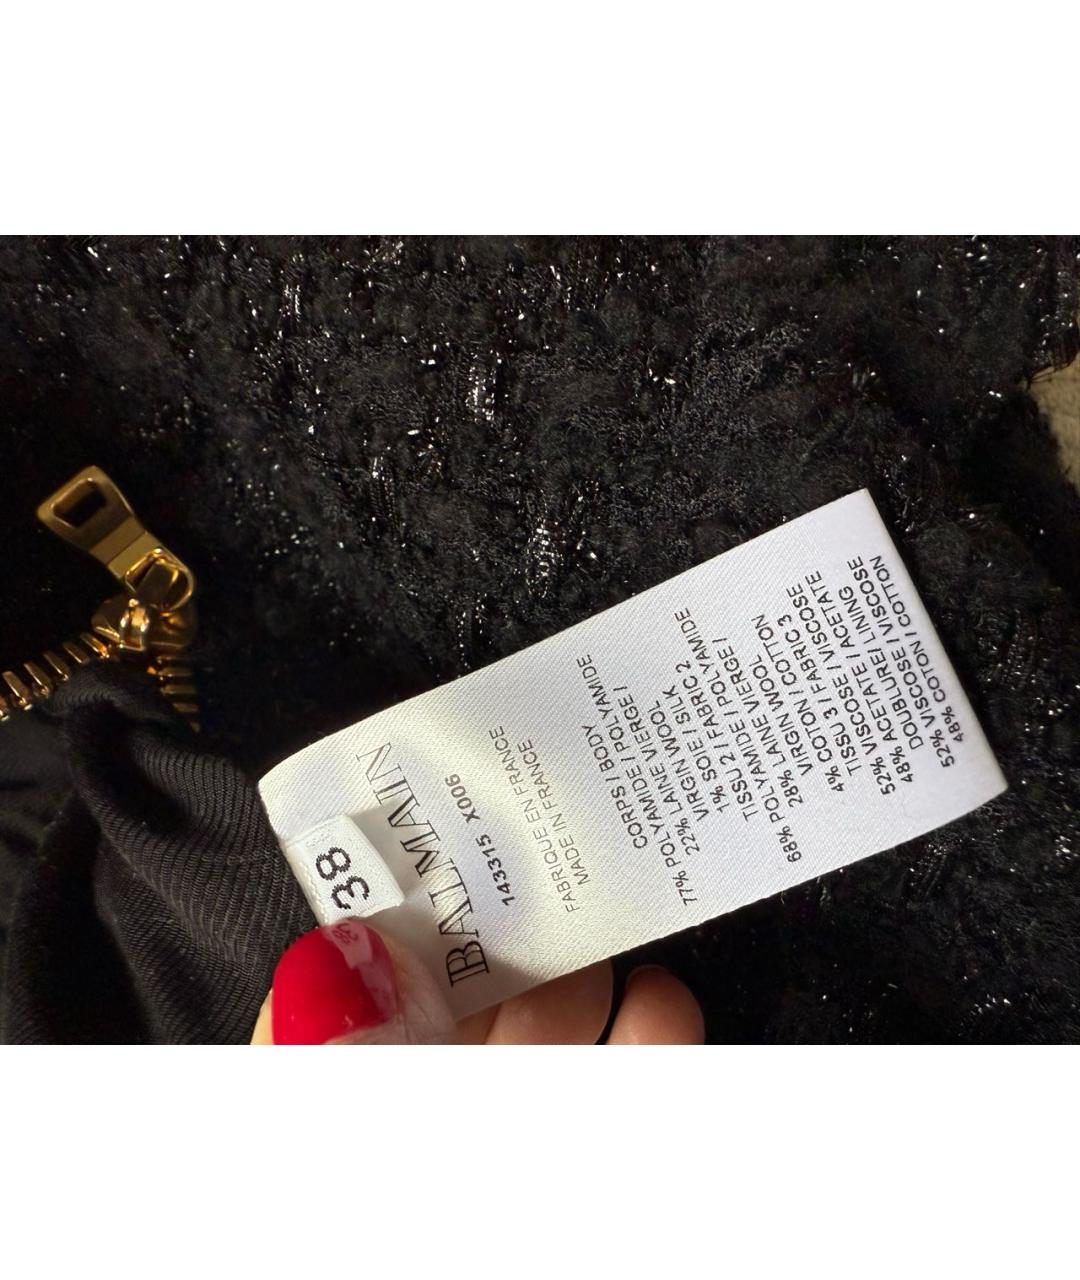 38
BALMAIN
143315 X006
FABRIQUE EN FRANCE
MADE IN FRANCE
CORPS / BODY
77% POLYAMIDE / POLYAMIDE
22% LAINE VIERGE /
VIRGIN WOOL
1% SOIE / SILK
TISSU 2 / FABRIC 2
68% POLYAMIDE / POLYAMIDE
28% LAINE VIERGE /
VIRGIN WOOL
4% COTON / COTTON
TISSU 3 / FABRIC 3
52% VISCOSE / VISCOSE
48% ACETATE / ACETATE
DOUBLURE / LINING
52% VISCOSE / VISCOSE
48% COTON / COTTON